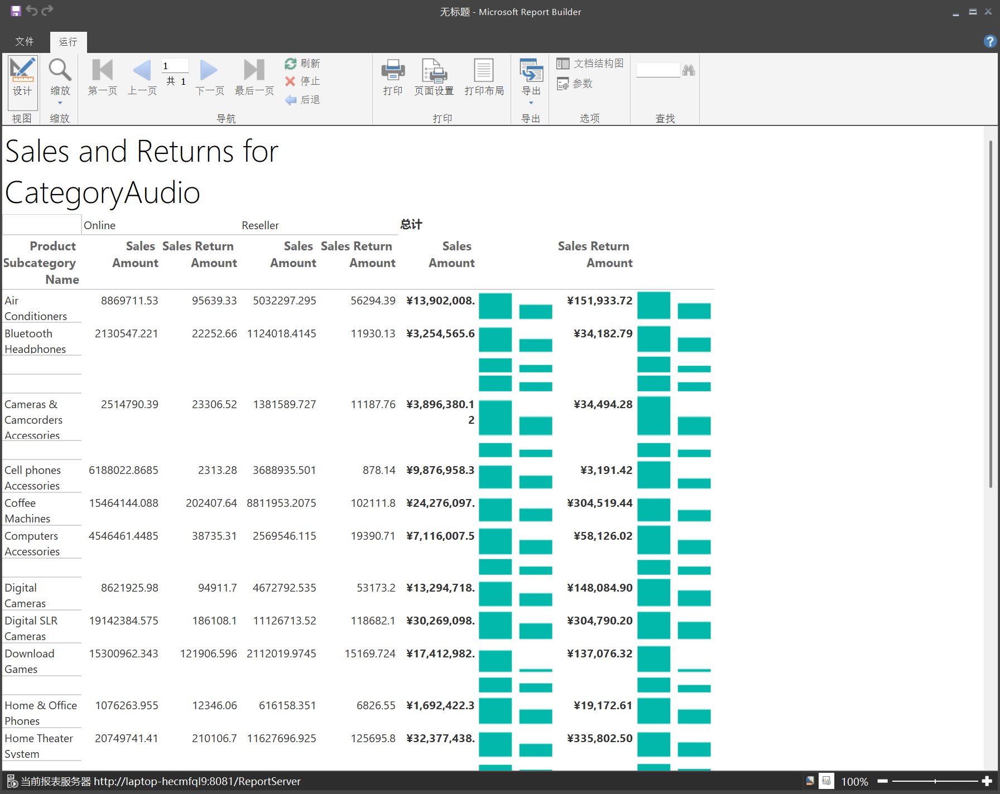 无标题 - Microsoft Report Builder
文件 运行
设计 缩放 第一页 上一页 1 共 1 下一页 最后一页 刷新 停止 后退 打印 页面设置 打印布局 导出 文档结构图 参数
视图 缩放 导航 打印 导出 选项 查找
Sales and Returns for
CategoryAudio
Online Reseller 总计
Product Sales Sales Return Sales Sales Return Sales Sales Return
Subcategory Amount Amount Amount Amount Amount Amount
Name
Air 8869711.53 95639.33 5032297.295 56294.39 ¥13,902,008. ¥151,933.72
Conditioners
Bluetooth 2130547.221 22252.66 1124018.4145 11930.13 ¥3,254,565.6 ¥34,182.79
Headphones
Cameras & 2514790.39 23306.52 1381589.727 11187.76 ¥3,896,380.1 ¥34,494.28
Camcorders 2
Accessories
Cell phones 6188022.8685 2313.28 3688935.501 878.14 ¥9,876,958.3 ¥3,191.42
Accessories
Coffee 15464144.088 202407.64 8811953.2075 102111.8 ¥24,276,097. ¥304,519.44
Machines
Computers 4546461.4485 38735.31 2569546.115 19390.71 ¥7,116,007.5 ¥58,126.02
Accessories
Digital 8621925.98 94911.7 4672792.535 53173.2 ¥13,294,718. ¥148,084.90
Cameras
Digital SLR 19142384.575 186108.1 11126713.52 118682.1 ¥30,269,098. ¥304,790.20
Cameras
Download 15300962.343 121906.596 2112019.9745 15169.724 ¥17,412,982. ¥137,076.32
Games
Home & Office 1076263.955 12346.06 616158.351 6826.55 ¥1,692,422.3 ¥19,172.61
Phones
Home Theater 20749741.41 210106.7 11627696.925 125695.8 ¥32,377,438. ¥335,802.50
System
当前报表服务器 http://laptop-hecmfql9:8081/ReportServer 100%